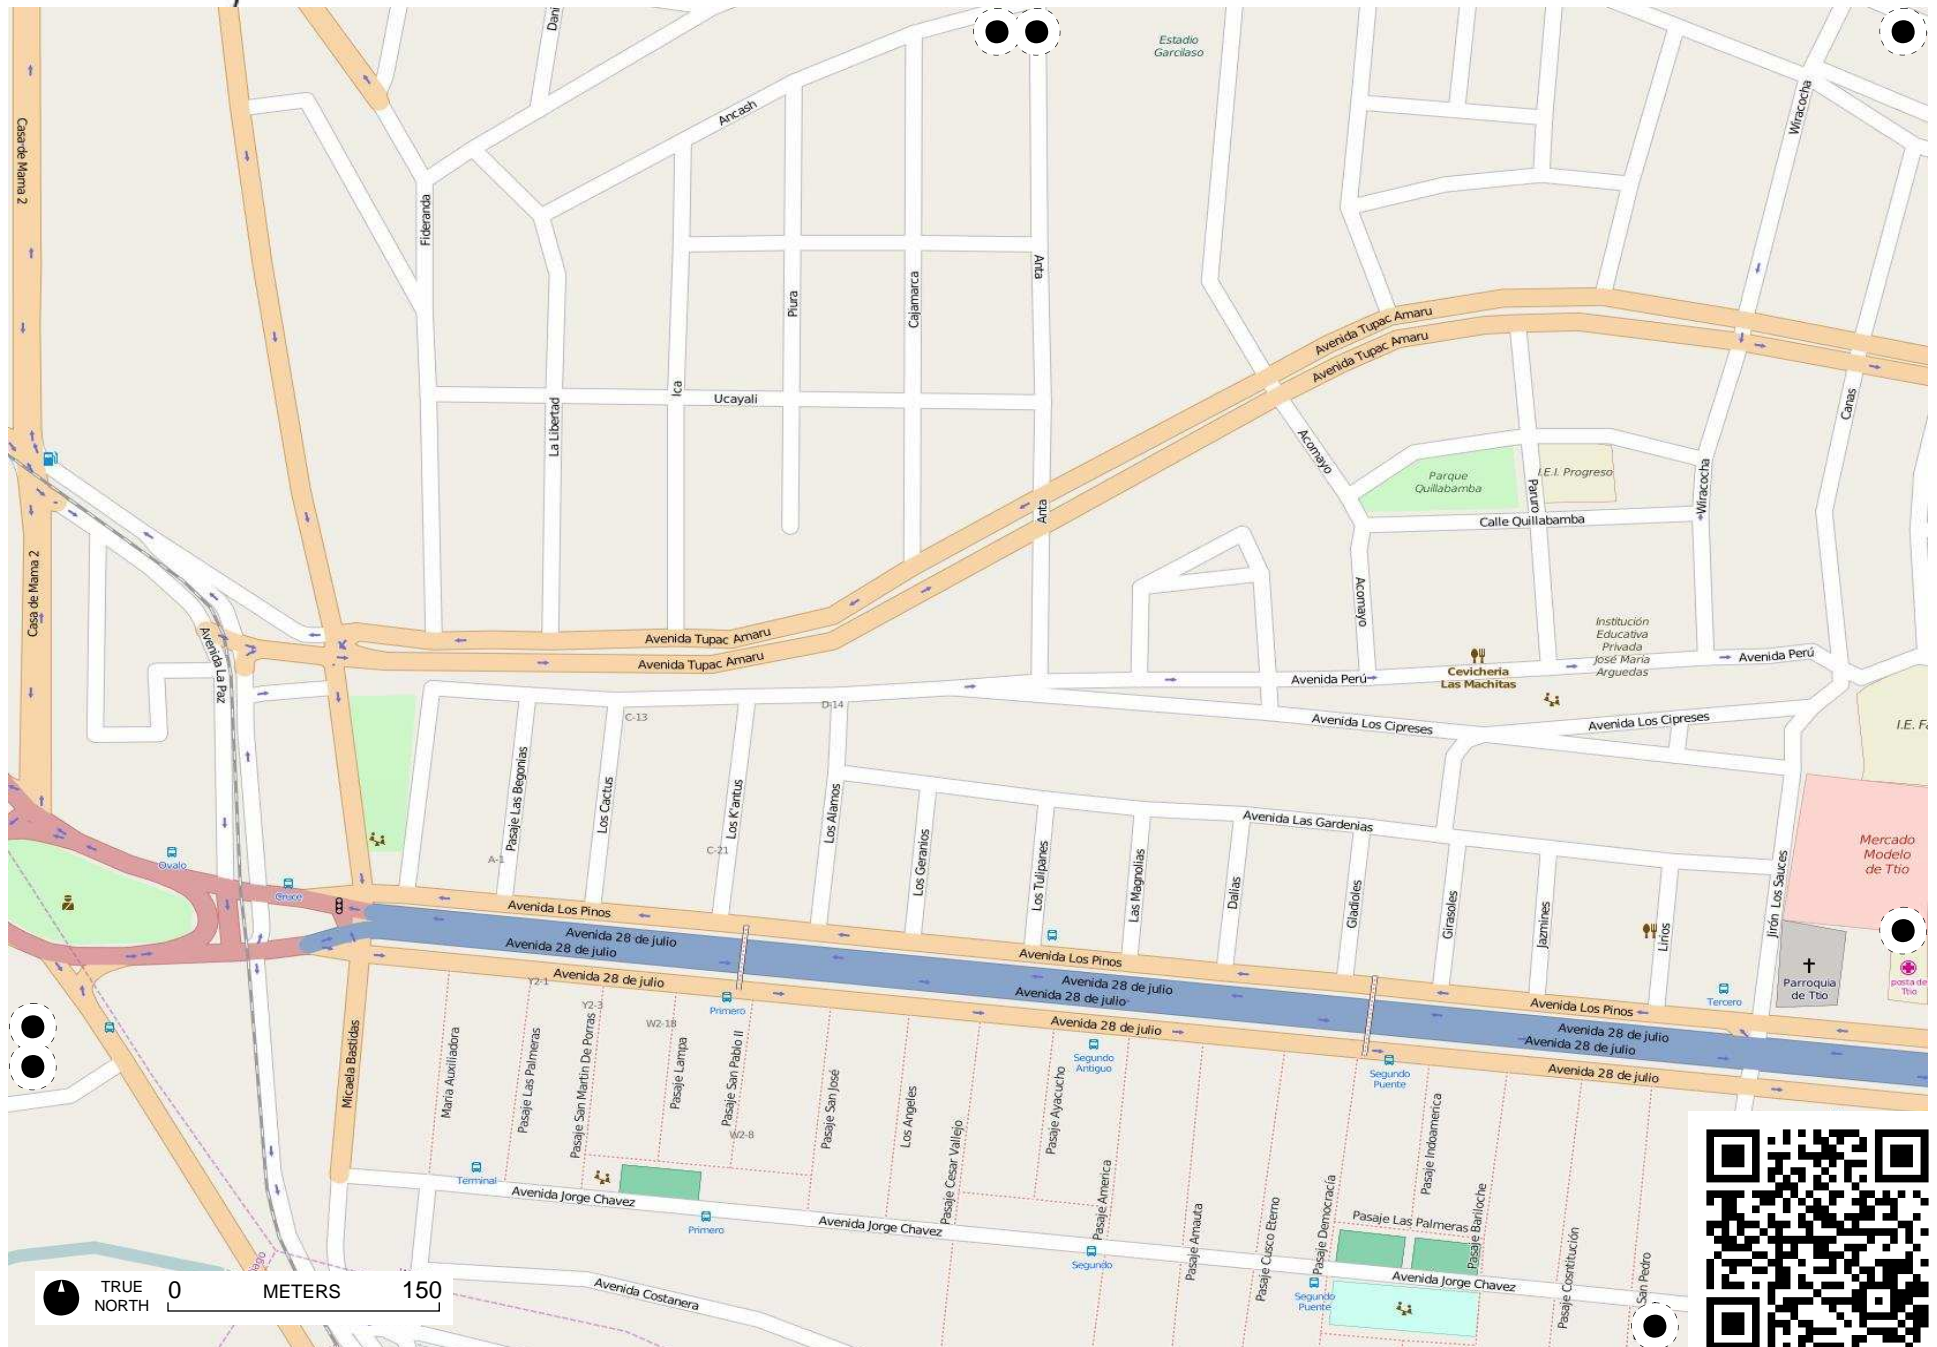 Estadio
Garcilaso
Ancash
Wiracocha
Casa de Mama 2
Fideranda
Anta
Piura
Cajamarca
Avenida Tupac Amaru
Avenida Tupac Amaru
Ica
Ucayali
La Libertad
Canas
Acomayo
Parque
Quillabamba
I.E.I. Progreso
Paruro
Wiracocha
Anta
Calle Quillabamba
Casa de Mama 2
Acomayo
Institución
Educativa
Privada
José Maria
Arguedas
Avenida La Paz
Avenida Tupac Amaru
Avenida Tupac Amaru
Avenida Perú
Avenida Perú
Cevicheria
Las Machitas
C-13
D-14
Avenida Los Cipreses
Avenida Los Cipreses
Pasaje Las Begonias
Los Cactus
Los K'antus
Los Alamos
Avenida Las Gardenias
A-1
C-21
Los Geranios
Los Tulipanes
Las Magnolias
Dalias
Gladioles
Girasoles
Jazmines
Lirios
Jirón Los Sauces
Mercado
Modelo
de Ttio
Ovalo
Cruce
Avenida Los Pinos
Avenida 28 de julio
Avenida 28 de julio
Avenida Los Pinos
Avenida 28 de julio
Y2-1
Avenida 28 de julio
Avenida 28 de julio
Parroquia
de Ttio
posta de
Ttio
Y2-3
Primero
Tercero
Avenida Los Pinos
W2-18
Avenida 28 de julio
Avenida 28 de julio
Avenida 28 de julio
Segundo
Antiguo
Segundo
Puente
Avenida 28 de julio
Micaela Bastidas
Maria Auxiliadora
Pasaje Las Palmeras
Pasaje San Martin De Porras
Pasaje Lampa
Pasaje San Pablo II
W2-8
Pasaje San José
Los Angeles
Pasaje Cesar Vallejo
Pasaje Ayacucho
Pasaje America
Pasaje Amauta
Pasaje Cusco Eterno
Pasaje Democracía
Pasaje Indoamerica
Pasaje Bariloche
Pasaje Cosntitución
San Pedro
Terminal
Avenida Jorge Chavez
Primero
Avenida Jorge Chavez
Pasaje Las Palmeras
Segundo
Avenida Jorge Chavez
Segundo
Puente
Avenida Costanera
TRUE
NORTH
0 METERS 150